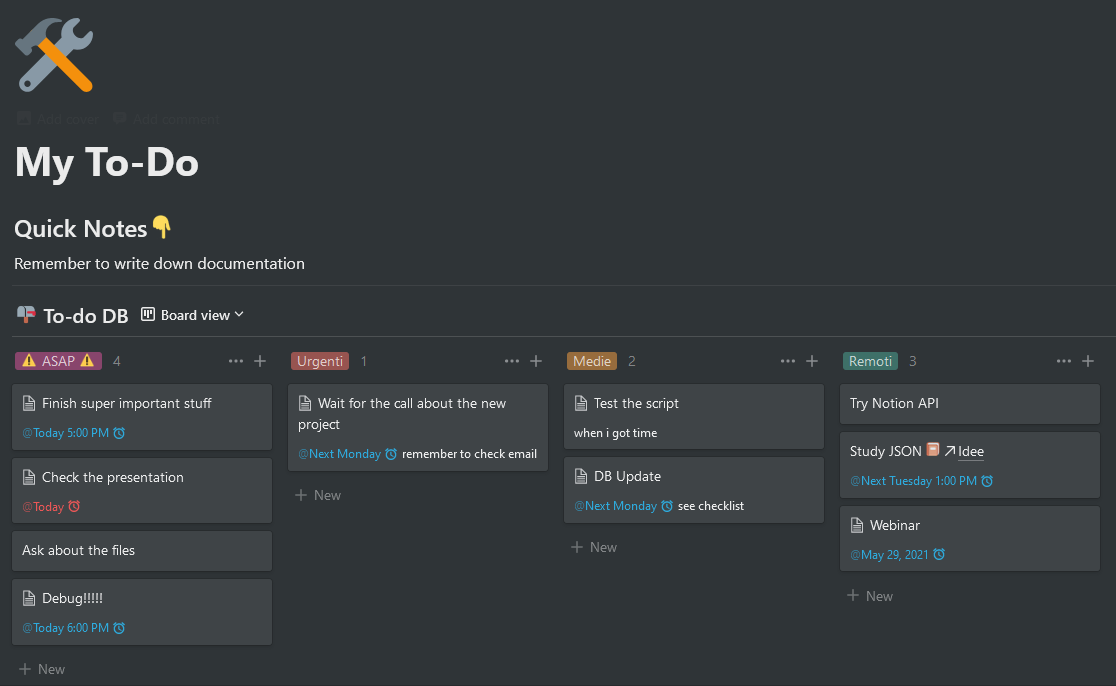 Add cover Add comment
My To-Do
Quick Notes👇
Remember to write down documentation
📬 To-do DB Board view
⚠️ ASAP ⚠️ 4
Finish super important stuff
@Today 5:00 PM
Check the presentation
@Today
Ask about the files
Debug!!!!!
@Today 6:00 PM
+ New
Urgenti 1
Wait for the call about the new
project
@Next Monday remember to check email
+ New
Medie 2
Test the script
when i got time
DB Update
@Next Monday see checklist
+ New
Remoti 3
Try Notion API
Study JSON 📔 ↗Idee
@Next Tuesday 1:00 PM
Webinar
@May 29, 2021
+ New